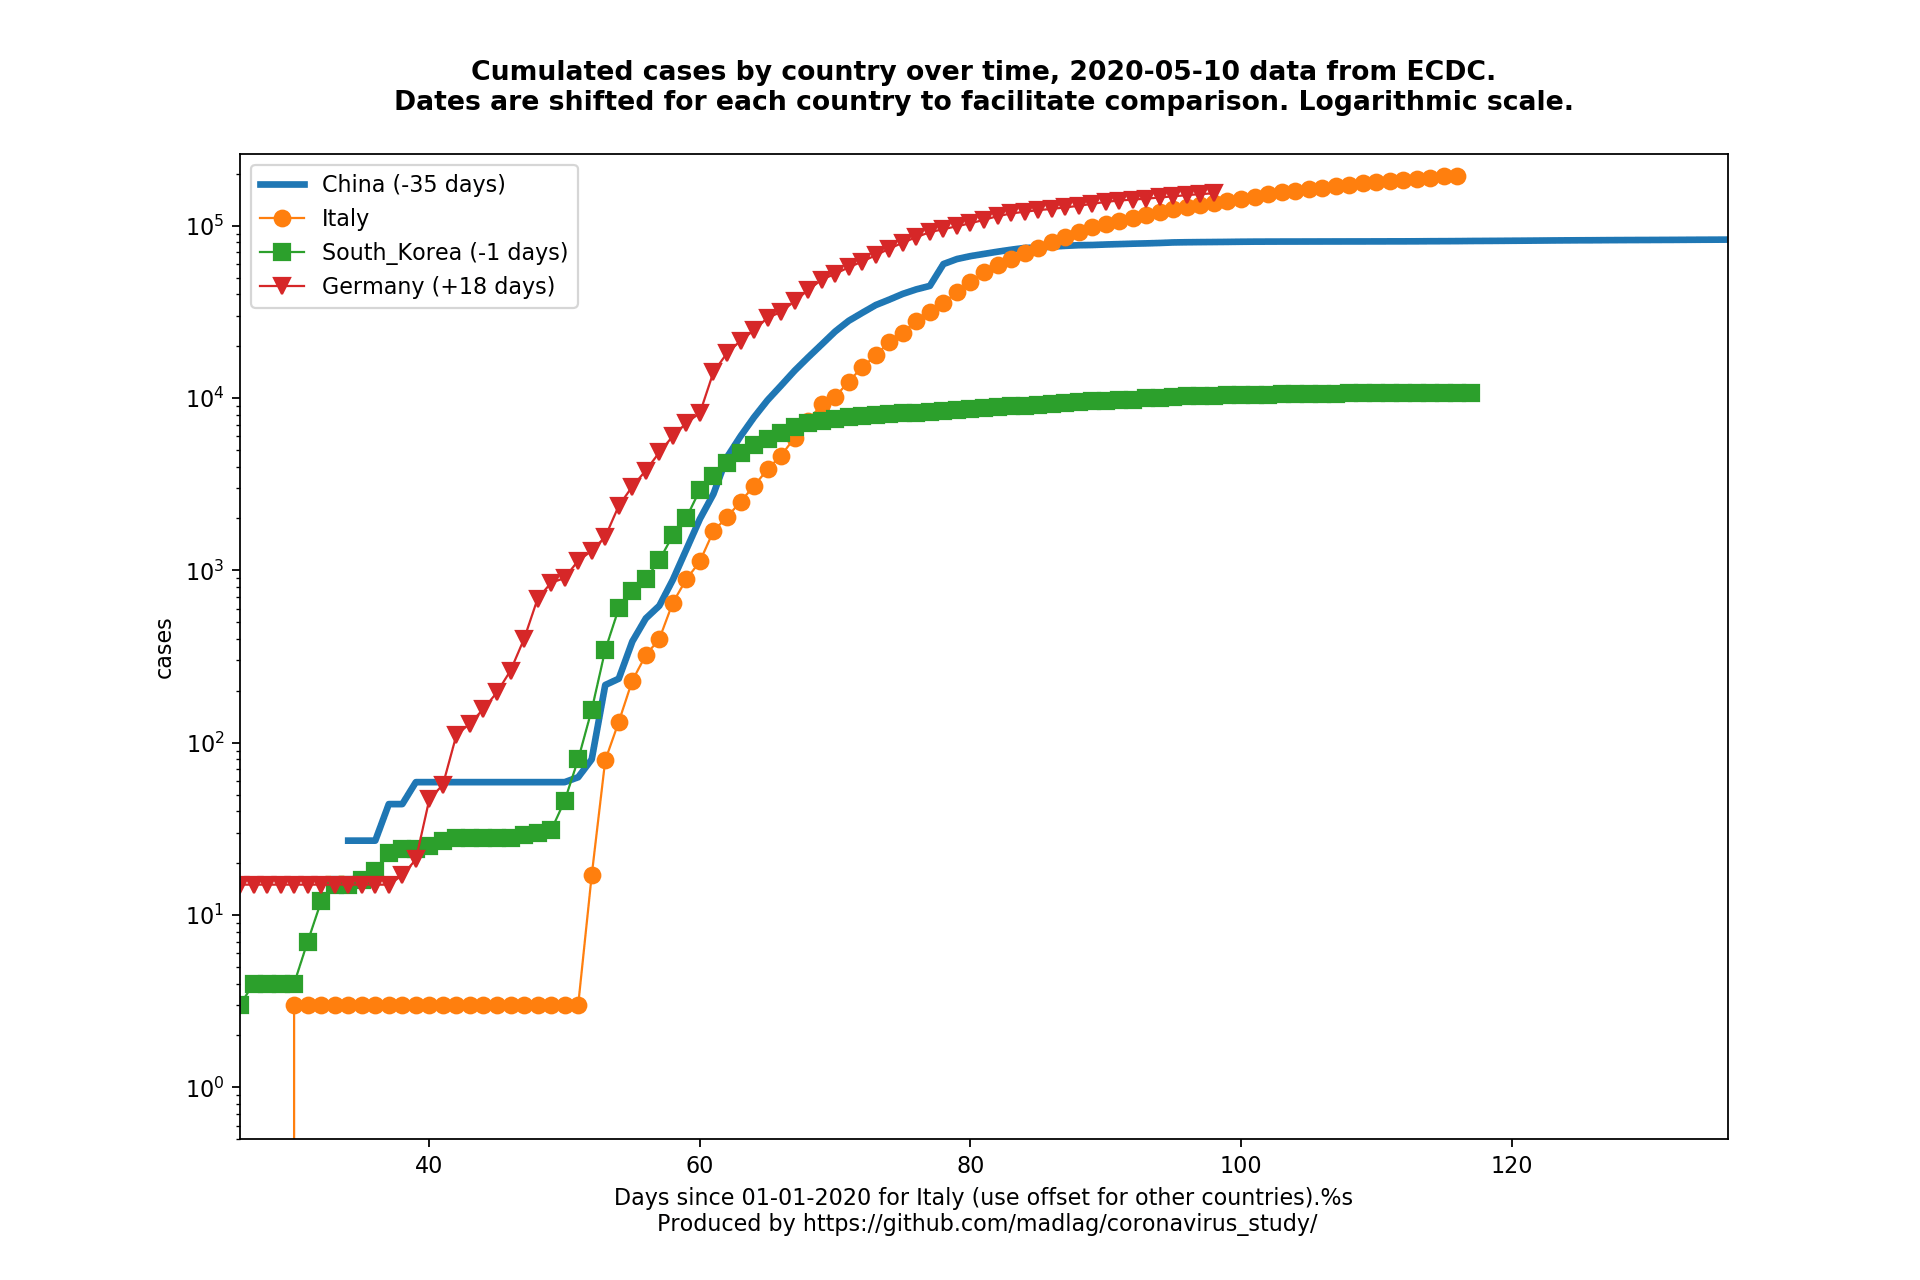 Cumulated cases by country over time, 2020-05-10 data from ECDC.
Dates are shifted for each country to facilitate comparison. Logarithmic scale.
China (-35 days)
Italy
South_Korea (-1 days)
Germany (+18 days)
10^5
10^4
10^3
10^2
10^1
10^0
cases
40 60 80 100 120
Days since 01-01-2020 for Italy (use offset for other countries).%s
Produced by https://github.com/madlag/coronavirus_study/